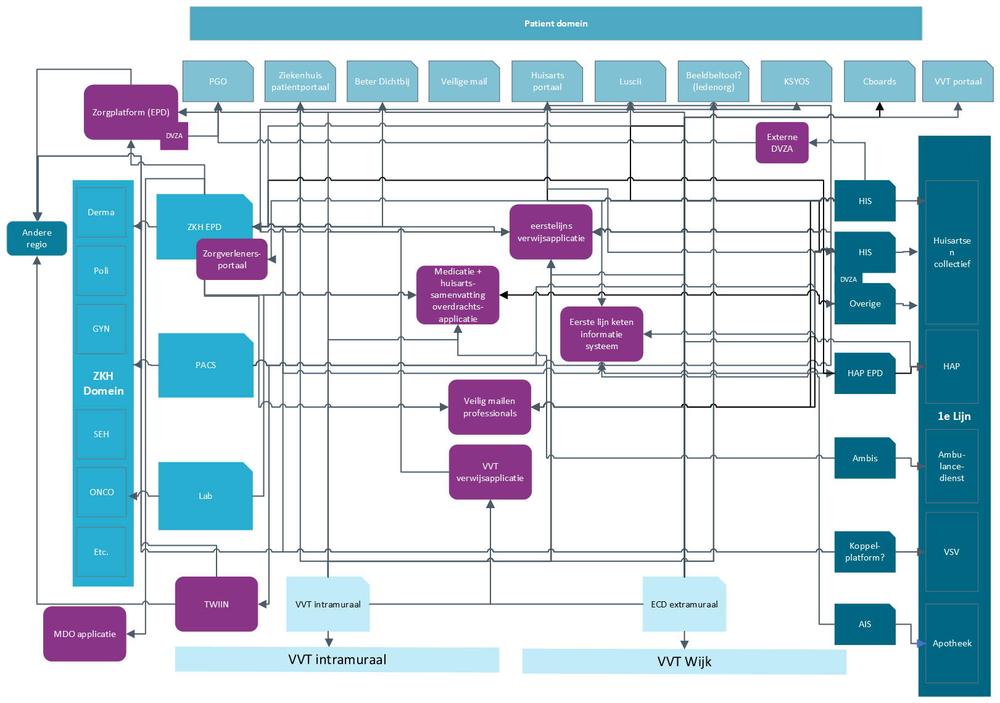 Patient domein
PGO
Ziekenhuis
patientportaal
Beter Dichtbij
Veilige mail
Huisarts
portaal
Luscii
Beeldbeltool?
(ledenorg)
KSYOS
Cboards
VVT portaal
Zorgplatform (EPD)
DVZA
Externe
DVZA
Derma
Poli
GYN
ZKH
Domein
SEH
ONCO
Etc.
Andere
regio
ZKH EPD
Zorgverleners-
portaal
PACS
Lab
eerstelijns
verwijsapplicatie
Medicatie +
huisarts-
samenvatting
overdrachts-
applicatie
Eerste lijn keten
informatie
systeem
Veilig mailen
professionals
VVT
verwijsapplicatie
HIS
HIS
DVZA
Overige
HAP EPD
Ambis
Koppel-
platform?
AIS
Huisartse
n
collectief
HAP
1e Lijn
Ambu-
lance-
dienst
VSV
Apotheek
TWIIN
MDO applicatie
VVT intramuraal
ECD extramuraal
VVT intramuraal
VVT Wijk